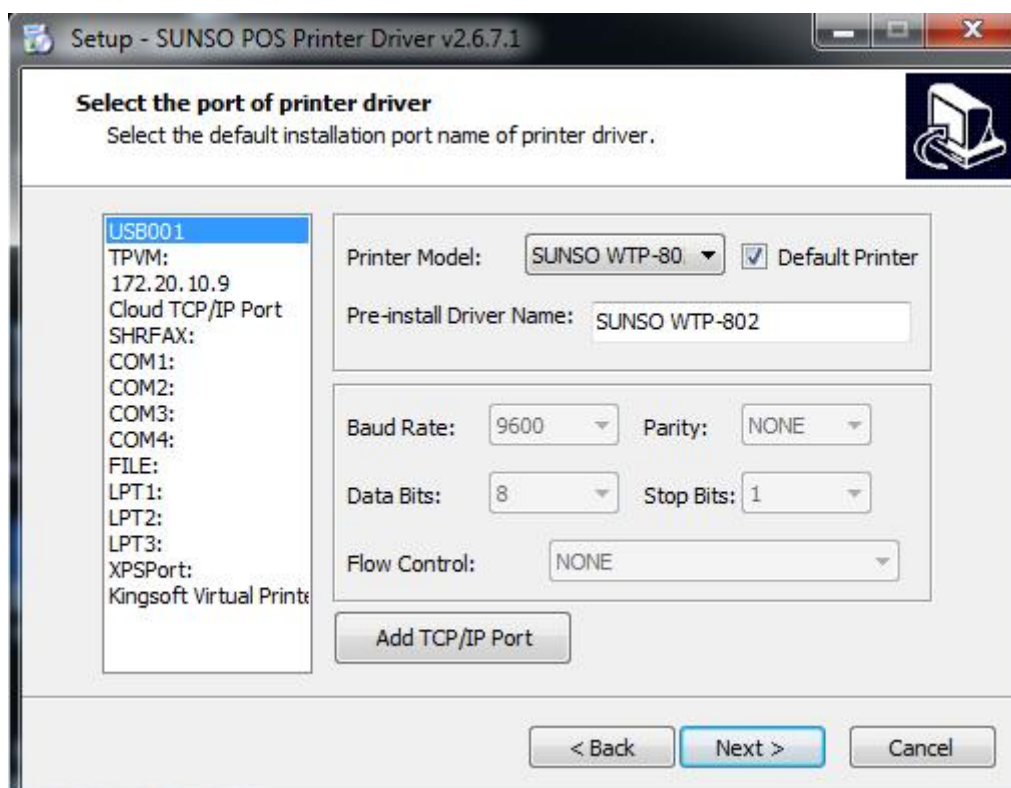 Setup - SUNSO POS Printer Driver v2.6.7.1
Select the port of printer driver
Select the default installation port name of printer driver.
USB001
TPVM:
172.20.10.9
Cloud TCP/IP Port
SHRFAX:
COM1:
COM2:
COM3:
COM4:
FILE:
LPT1:
LPT2:
LPT3:
XPSPort:
Kingsoft Virtual Printe
Printer Model: SUNSO WTP-80. Default Printer
Pre-install Driver Name: SUNSO WTP-802
Baud Rate: 9600 Parity: NONE
Data Bits: 8 Stop Bits: 1
Flow Control: NONE
Add TCP/IP Port
< Back Next > Cancel